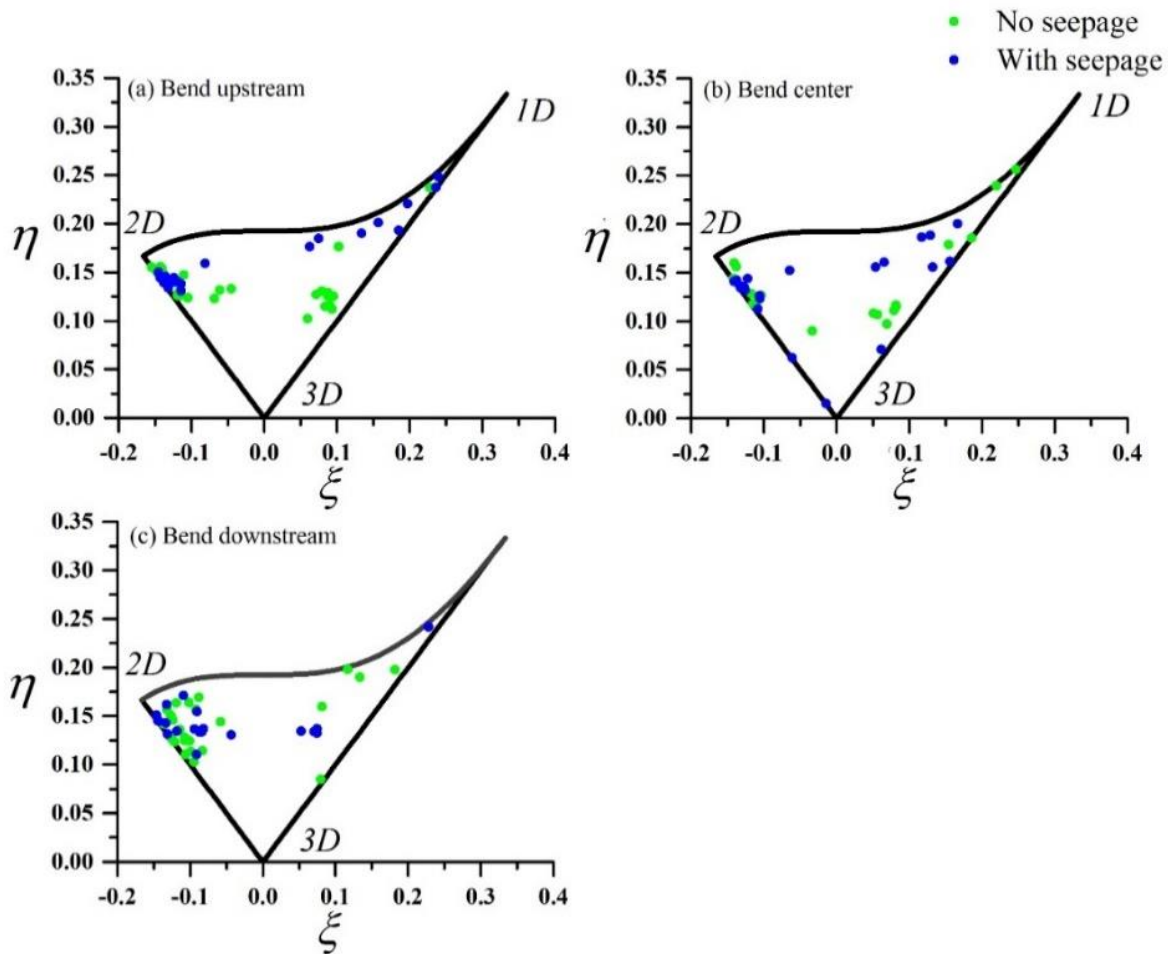 No seepage
With seepage
(a) Bend upstream
0.35
0.30
0.25
0.20
0.15
0.10
0.05
0.00
η
1D
2D
3D
-0.2 -0.1 0.0 0.1 0.2 0.3 0.4
ξ
(b) Bend center
0.35
0.30
0.25
0.20
0.15
0.10
0.05
0.00
η
1D
2D
3D
-0.2 -0.1 0.0 0.1 0.2 0.3 0.4
ξ
(c) Bend downstream
0.35
0.30
0.25
0.20
0.15
0.10
0.05
0.00
η
2D
3D
-0.2 -0.1 0.0 0.1 0.2 0.3 0.4
ξ